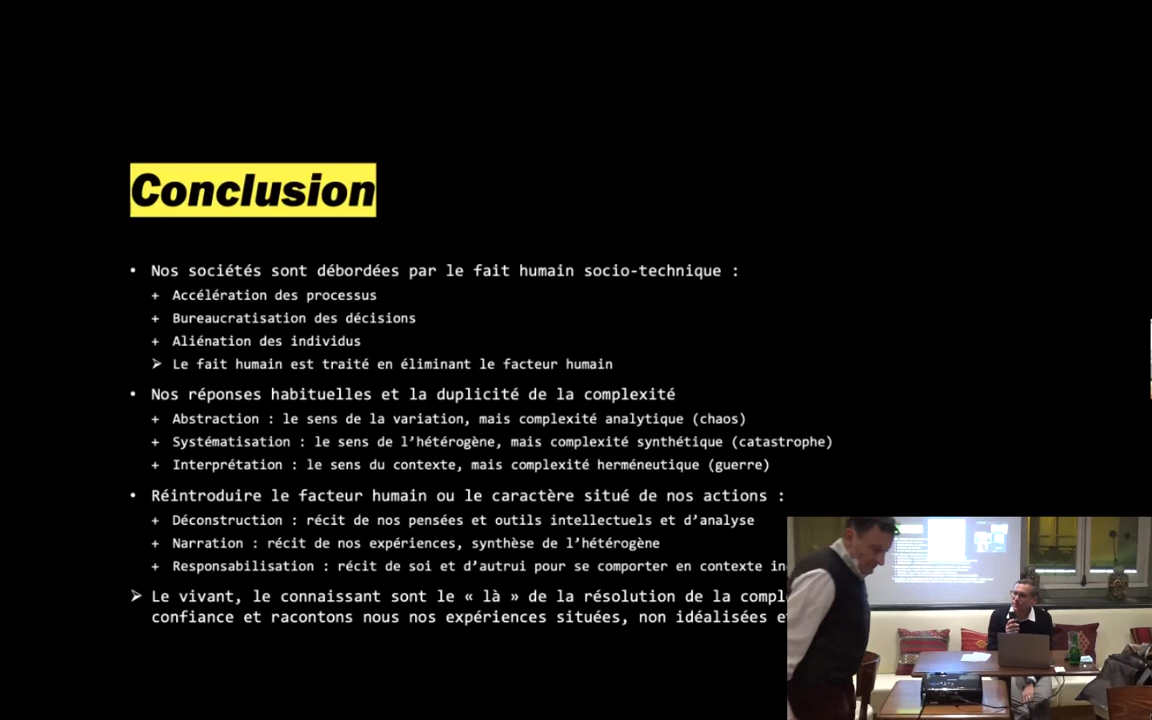 Conclusion
• Nos sociétés sont débordées par le fait humain socio-technique :
+ Accélération des processus
+ Bureaucratisation des décisions
+ Aliénation des individus
➢ Le fait humain est traité en éliminant le facteur humain
• Nos réponses habituelles et la duplicité de la complexité
+ Abstraction : le sens de la variation, mais complexité analytique (chaos)
+ Systématisation : le sens de l’hétérogène, mais complexité synthétique (catastrophe)
+ Interprétation : le sens du contexte, mais complexité herméneutique (guerre)
• Réintroduire le facteur humain ou le caractère situé de nos actions :
+ Déconstruction : récit de nos pensées et outils intellectuels et d’analyse
+ Narration : récit de nos expériences, synthèse de l’hétérogène
+ Responsabilisation : récit de soi et d’autrui pour se comporter en contexte
➢ Le vivant, le connaissant sont le « là » de la résolution de la
confiance et racontons nous nos expériences situées, non idéalisées